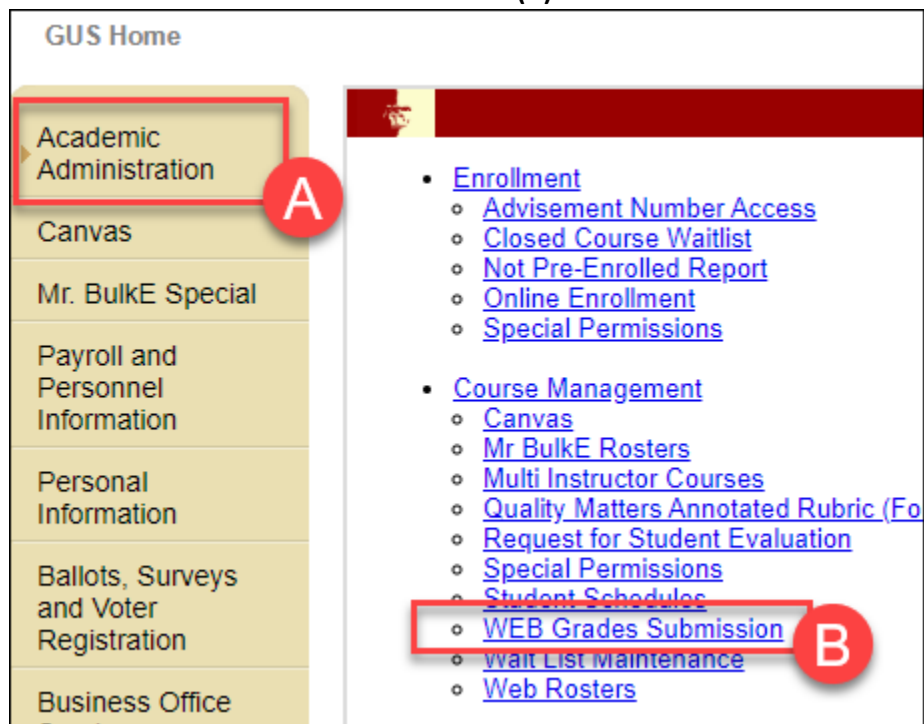 GUS Home
Academic
Administration
A
Canvas
Mr. BulkE Special
Payroll and
Personnel
Information
Personal
Information
Ballots, Surveys
and Voter
Registration
Business Office
Enrollment
Advisement Number Access
Closed Course Waitlist
Not Pre-Enrolled Report
Online Enrollment
Special Permissions
Course Management
Canvas
Mr BulkE Rosters
Multi Instructor Courses
Quality Matters Annotated Rubric (Fo
Request for Student Evaluation
Special Permissions
Student Schedules
WEB Grades Submission
B
Wait List Maintenance
Web Rosters